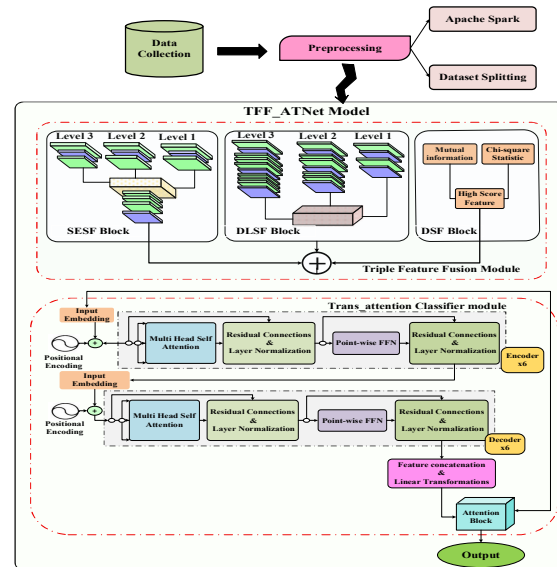 Data
Collection
Preprocessing
Apache Spark
Dataset Splitting
TFF_ATNet Model
Level 3
Level 2
Level 1
SESF Block
Level 3
Level 2
Level 1
DLSF Block
Mutual
information
Chi-square
Statistic
High Score
Feature
DSF Block
Triple Feature Fusion Module
Trans_attention Classifier module
Input
Embedding
Positional
Encoding
Multi Head Self
Attention
Residual Connections
&
Layer Normalization
Point-wise FFN
Residual Connections
&
Layer Normalization
Encoder
x6
Input
Embedding
Positional
Encoding
Multi Head Self
Attention
Residual Connections
&
Layer Normalization
Point-wise FFN
Residual Connections
&
Layer Normalization
Decoder
x6
Feature concatenation
&
Linear Transformations
Attention
Block
Output